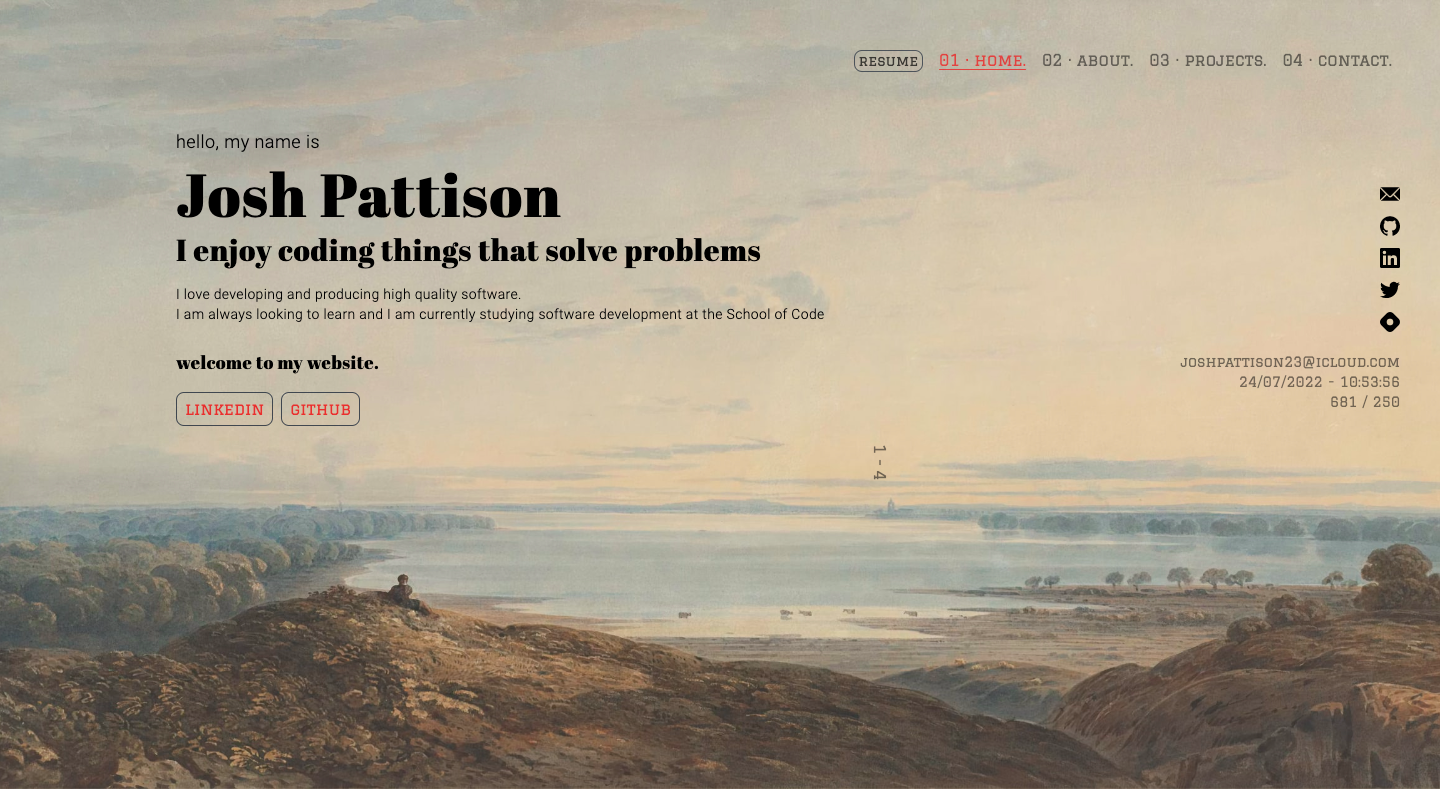 RESUME 01 · HOME. 02 · ABOUT. 03 · PROJECTS. 04 · CONTACT.
hello, my name is
Josh Pattison
I enjoy coding things that solve problems
I love developing and producing high quality software.
I am always looking to learn and I am currently studying software development at the School of Code
welcome to my website.
LINKEDIN GITHUB
in
JOSHPATTISON23@ICLOUD.COM
24/07/2022 - 10:53:56
681 / 250
1 - 4